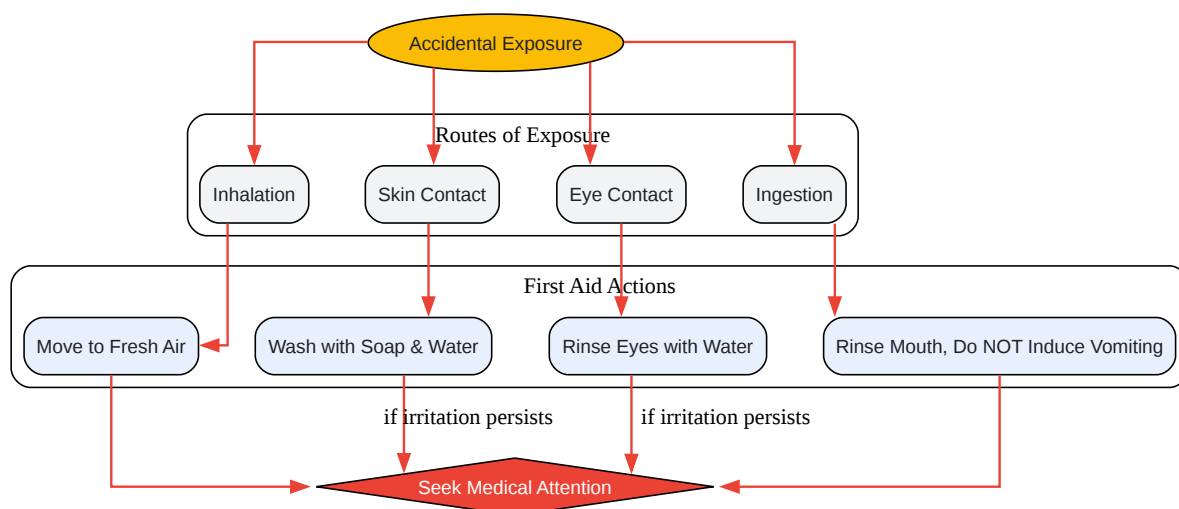 Accidental Exposure
Routes of Exposure
Inhalation
Skin Contact
Eye Contact
Ingestion
First Aid Actions
Move to Fresh Air
Wash with Soap & Water
Rinse Eyes with Water
Rinse Mouth, Do NOT Induce Vomiting
if irritation persists
if irritation persists
Seek Medical Attention